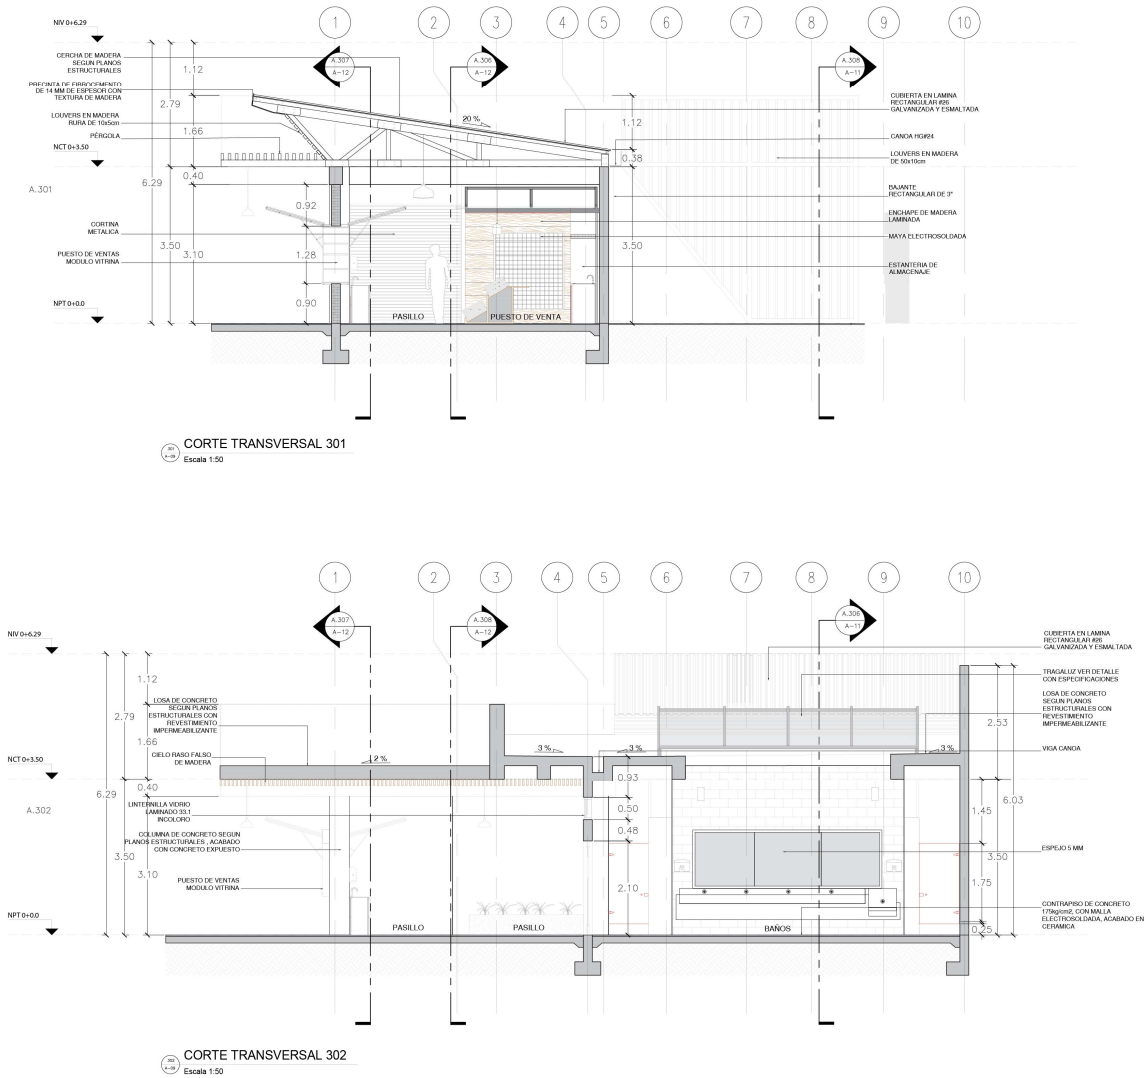 NIV 0+6.29
1
2
3
4
5
6
7
8
9
10
CERCHA DE MADERA
SEGUN PLANOS
ESTRUCTURALES
A.307
A-12
A.306
A-12
A.308
A-11
1.12
PRECINTA DE FIBROCEMENTO
DE 14 MM DE ESPESOR CON
TEXTURA DE MADERA
2.79
20 %
1.12
CUBIERTA EN LAMINA
RECTANGULAR #26
GALVANIZADA Y ESMALTADA
LOUVERS EN MADERA
RURA DE 10x5cm
1.66
PÉRGOLA
CANOA HG#24
NCT 0+3.50
0.38
LOUVERS EN MADERA
DE 50x10cm
0.40
A.301
6.29
BAJANTE
RECTANGULAR DE 3"
0.92
ENCHAPE DE MADERA
LAMINADA
CORTINA
METALICA
MAYA ELECTROSOLDADA
3.50
3.10
3.50
PUESTO DE VENTAS
MODULO VITRINA
1.28
ESTANTERIA DE
ALMACENAJE
NPT 0+0.0
0.90
PASILLO
PUESTO DE VENTA
301
A-09
CORTE TRANSVERSAL 301
Escala 1:50
1
2
3
4
5
6
7
8
9
10
A.307
A-12
A.308
A-12
A.306
A-11
NIV 0+6.29
CUBIERTA EN LAMINA
RECTANGULAR #26
GALVANIZADA Y ESMALTADA
1.12
TRAGALUZ VER DETALLE
CON ESPECIFICACIONES
2.79
LOSA DE CONCRETO
SEGUN PLANOS
ESTRUCTURALES CON
REVESTIMIENTO
IMPERMEABILIZANTE
LOSA DE CONCRETO
SEGUN PLANOS
ESTRUCTURALES CON
REVESTIMIENTO
IMPERMEABILIZANTE
2.53
1.66
3 %
3 %
3 %
VIGA CANOA
CIELO RASO FALSO
DE MADERA
2 %
NCT 0+3.50
0.93
0.40
6.29
6.03
A.302
LINTERNILLA VIDRIO
LAMINADO 33.1
INCOLORO
0.50
1.45
0.48
COLUMNA DE CONCRETO SEGUN
PLANOS ESTRUCTURALES , ACABADO
CON CONCRETO EXPUESTO
ESPEJO 5 MM
3.50
3.10
3.50
PUESTO DE VENTAS
MODULO VITRINA
2.10
1.75
CONTRAPISO DE CONCRETO
175kg/cm2, CON MALLA
ELECTROSOLDADA, ACABADO EN
CERAMICA
NPT 0+0.0
0.25
PASILLO
PASILLO
BAÑOS
302
A-09
CORTE TRANSVERSAL 302
Escala 1:50